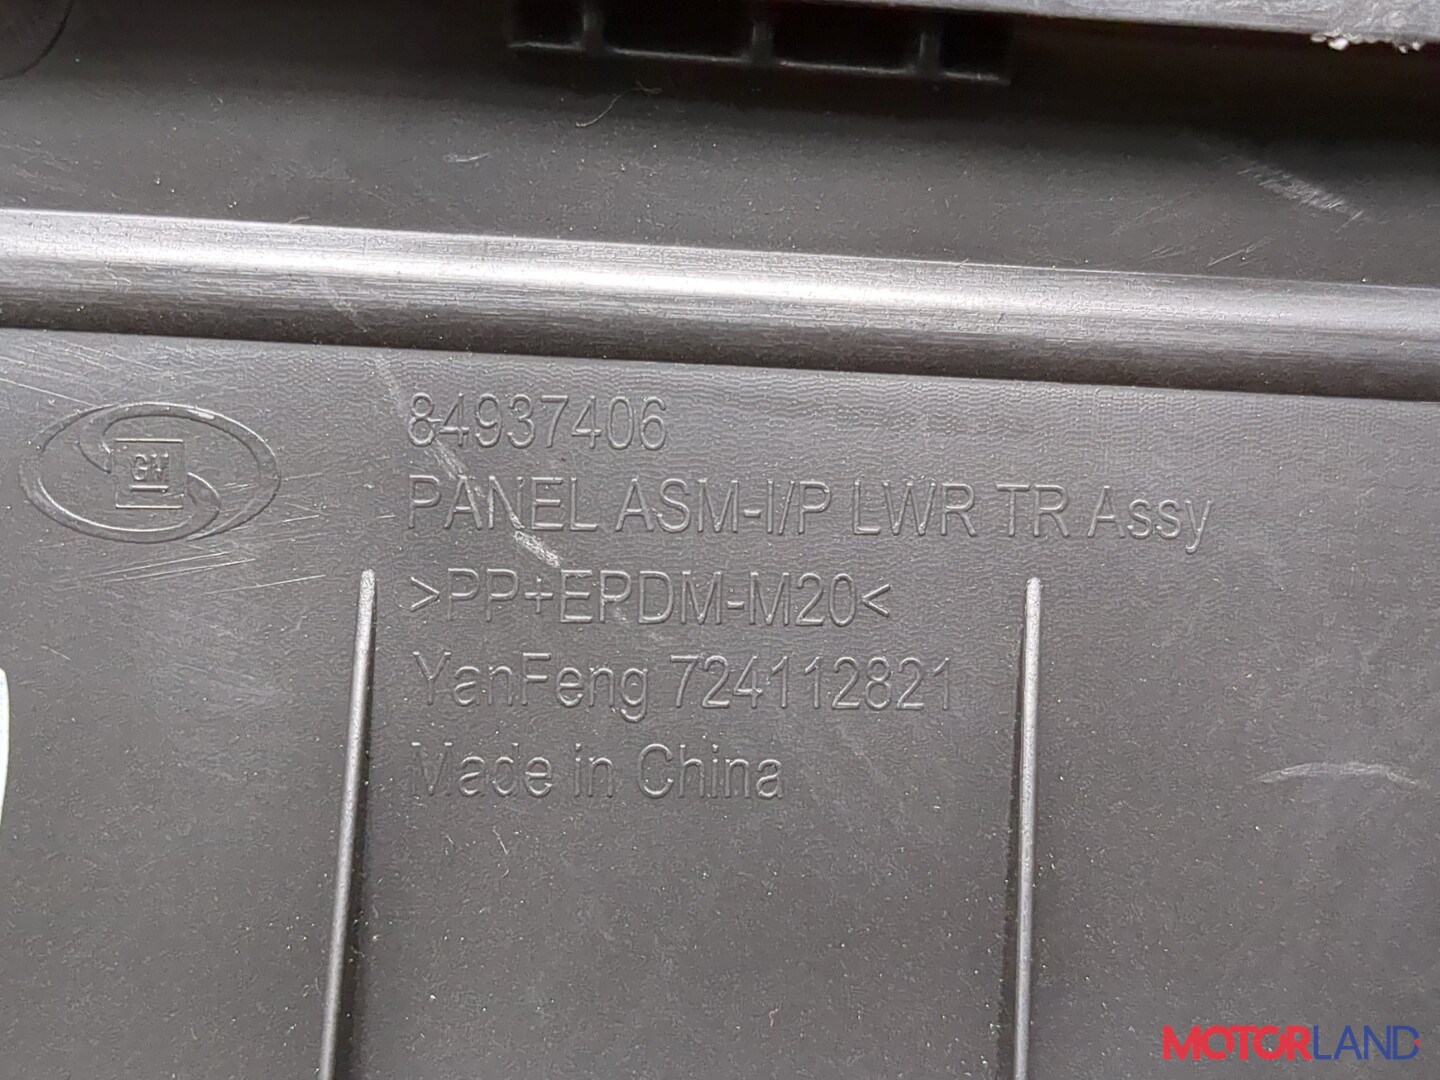 84937406
GM
PANEL ASM-I/P LWR TR Assy
>PP+EPDM-M20<
YanFeng 724112821
Made in China
MOTORLAND